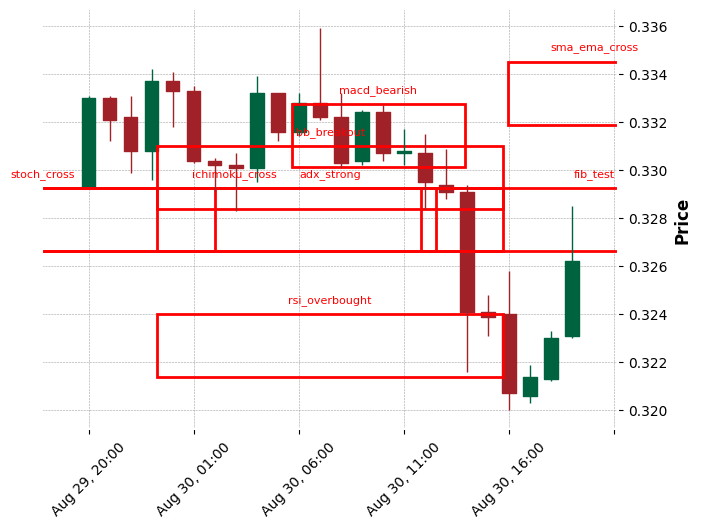 0.336
sma_ema_cross
0.334
macd_bearish
0.332
0.330
stoch_cross
ichimoku_cross
adx_strong
fib_test
0.328
Price
0.326
rsi_overbought
0.324
0.322
0.320
Aug 29, 20:00
Aug 30, 01:00
Aug 30, 06:00
Aug 30, 11:00
Aug 30, 16:00